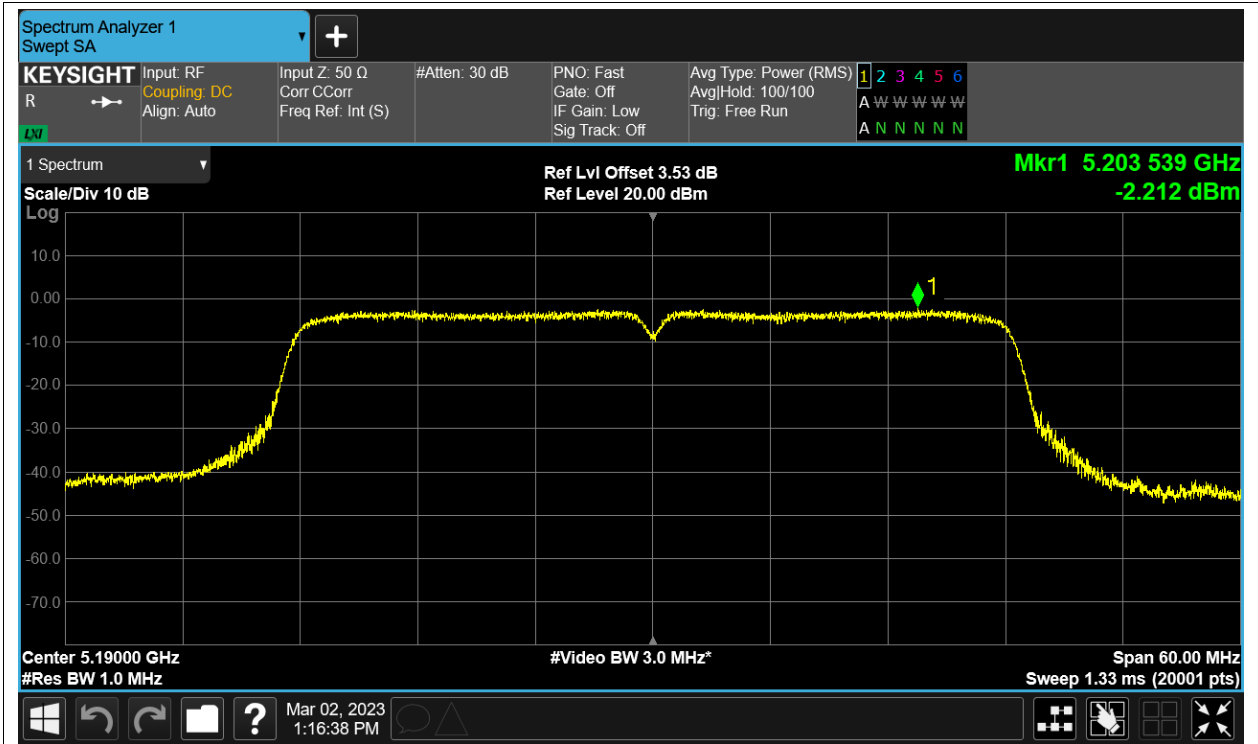 Spectrum Analyzer 1
Swept SA
KEYSIGHT
R
LXI
Input: RF
Coupling: DC
Align: Auto
Input Z: 50 Ω
Corr CCorr
Freq Ref: Int (S)
#Atten: 30 dB
PNO: Fast
Gate: Off
IF Gain: Low
Sig Track: Off
Avg Type: Power (RMS)
Avg|Hold: 100/100
Trig: Free Run
1 2 3 4 5 6
A W W W W W
A N N N N N
1 Spectrum
Scale/Div 10 dB
Log
Ref Lvl Offset 3.53 dB
Ref Level 20.00 dBm
Mkr1 5.203 539 GHz
-2.212 dBm
10.0
0.00
-10.0
-20.0
-30.0
-40.0
-50.0
-60.0
-70.0
1
Center 5.19000 GHz
#Res BW 1.0 MHz
#Video BW 3.0 MHz*
Span 60.00 MHz
Sweep 1.33 ms (20001 pts)
?
Mar 02, 2023
1:16:38 PM